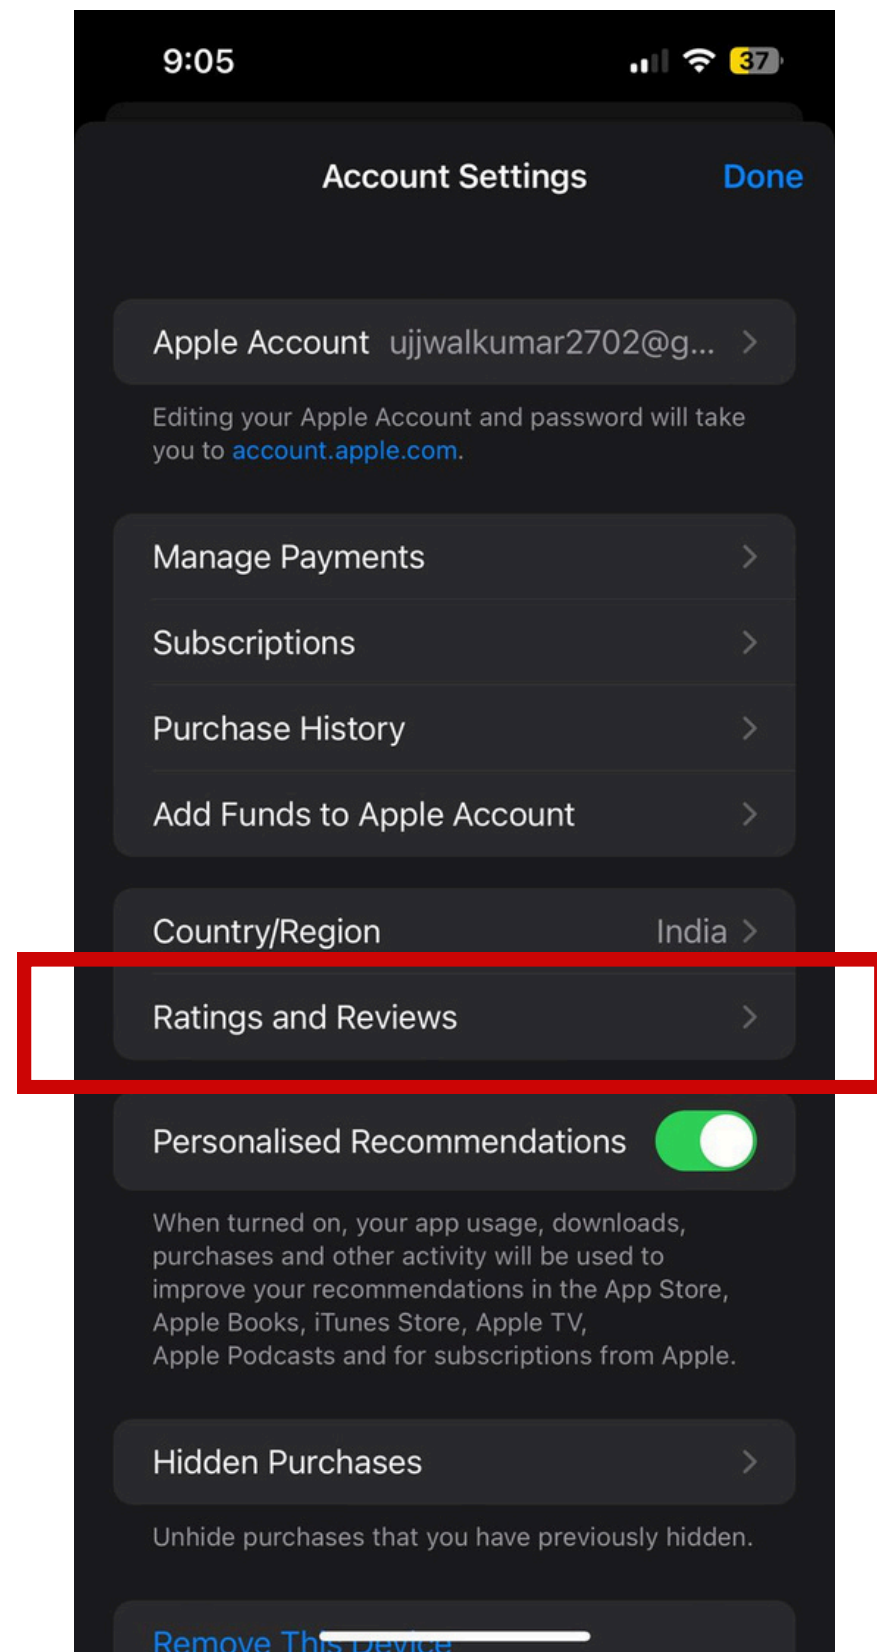 9:05
37
Account Settings
Done
Apple Account ujjwalkumar2702@g...
Editing your Apple Account and password will take
you to account.apple.com.
Manage Payments
Subscriptions
Purchase History
Add Funds to Apple Account
Country/Region India
Ratings and Reviews
Personalised Recommendations
When turned on, your app usage, downloads,
purchases and other activity will be used to
improve your recommendations in the App Store,
Apple Books, iTunes Store, Apple TV,
Apple Podcasts and for subscriptions from Apple.
Hidden Purchases
Unhide purchases that you have previously hidden.
Remove This Device